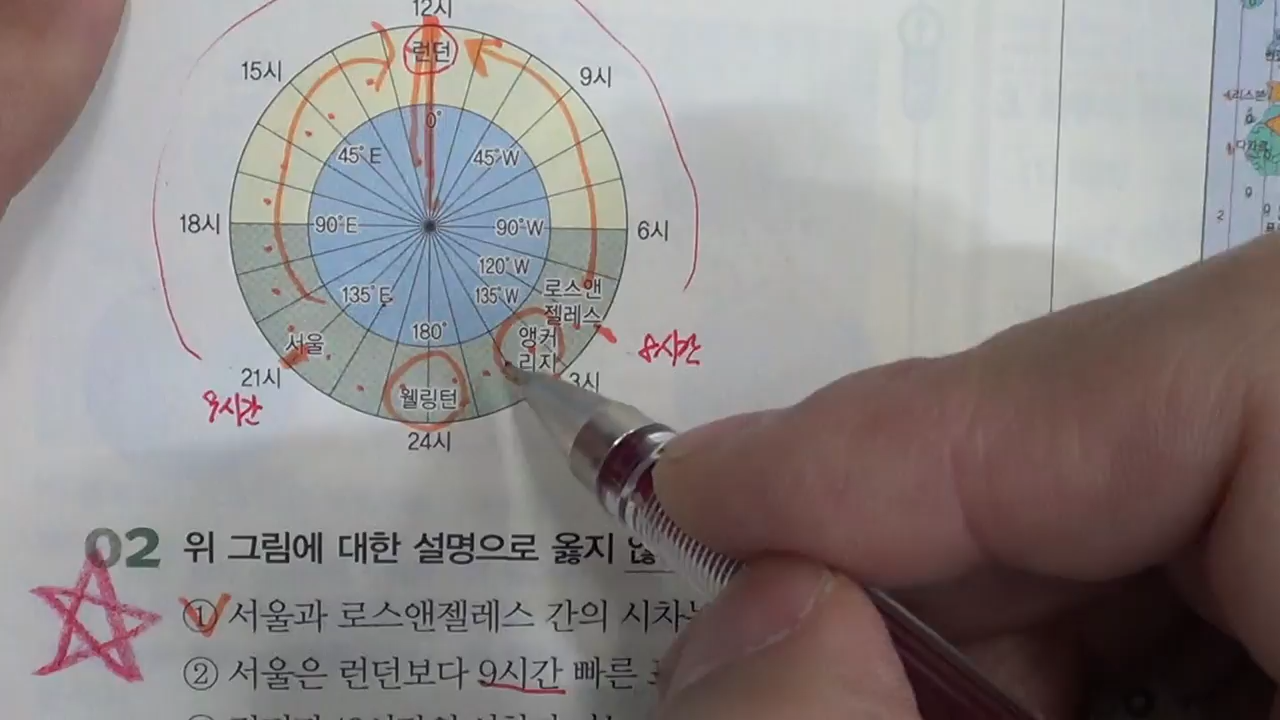 12시
런던
15시
9시
0°
45°E
45°W
18시
90°E
90°W
6시
120°W
135°E
135°W
로스앤
젤레스
180°
서울
앵커
리지
8시간
21시
3시
웰링턴
9시간
24시
02 위 그림에 대한 설명으로 옳지
① 서울과 로스앤젤레스 간의
② 서울은 런던보다 9시간 빠른
리스본
2